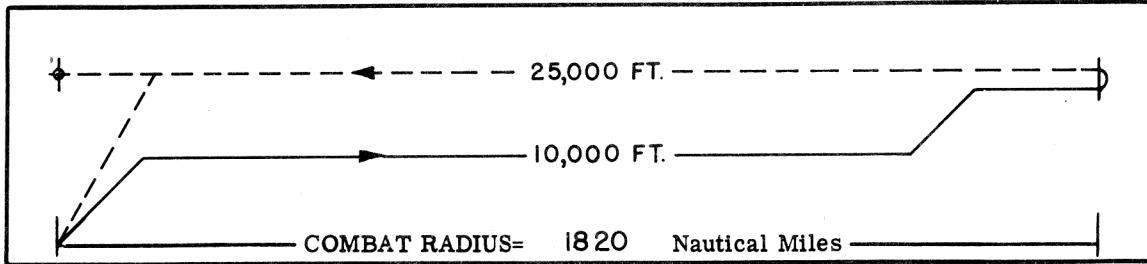 25,000 FT.
10,000 FT.
COMBAT RADIUS= 1820 Nautical Miles